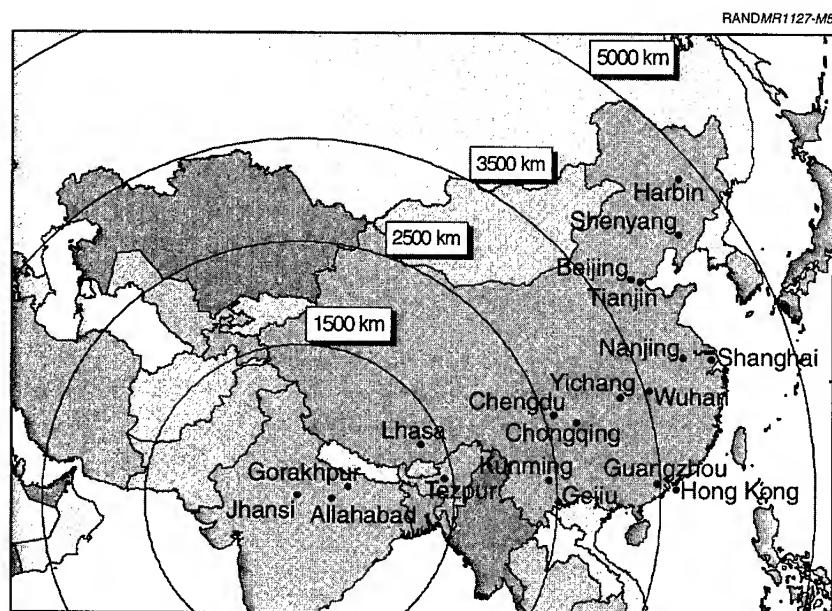 RANDMR1127-M8
5000 km
3500 km
Harbin
Shenyang
2500 km
Beijing
Tianjin
1500 km
Nanjing
Shanghai
Yichang
Wuhan
Chengdu
Chongqing
Lhasa
Kunming
Gorakhpur
Guangzhou
Tezpur
Gejiu
Hong Kong
Jhansi
Allahabad